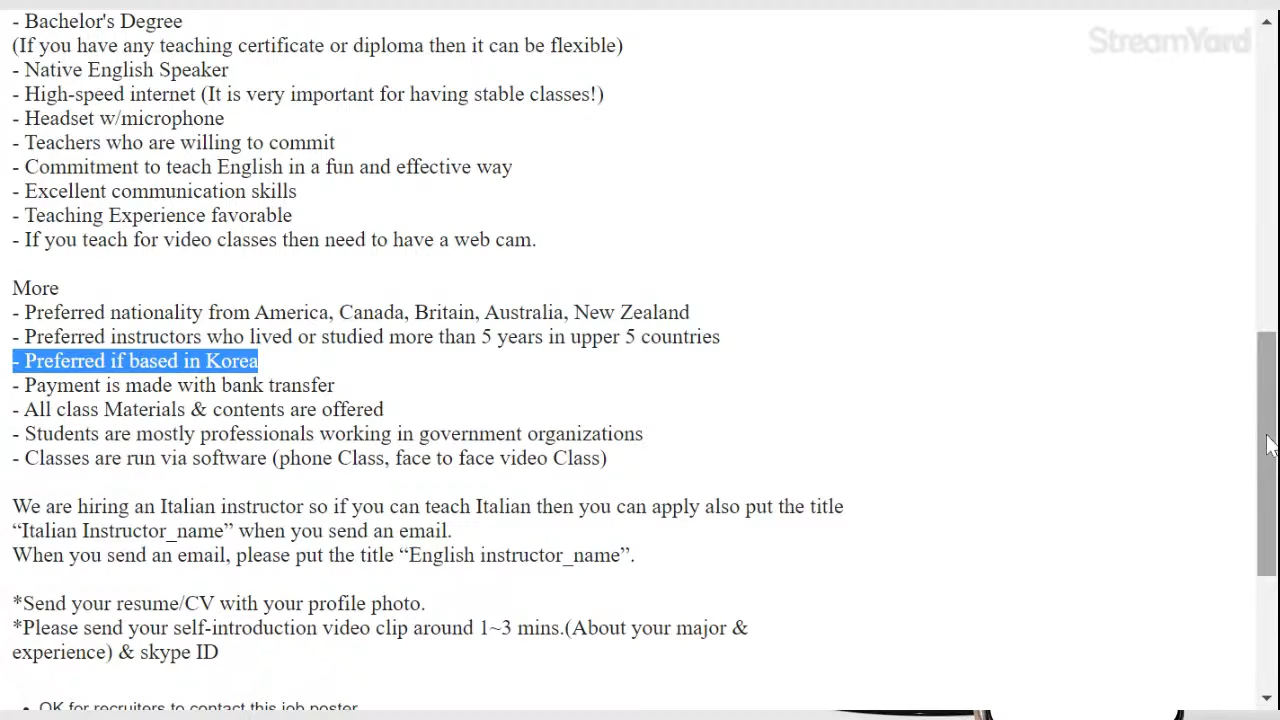 - Bachelor's Degree
StreamYard
(If you have any teaching certificate or diploma then it can be flexible)
- Native English Speaker
- High-speed internet (It is very important for having stable classes!)
- Headset w/microphone
- Teachers who are willing to commit
- Commitment to teach English in a fun and effective way
- Excellent communication skills
- Teaching Experience favorable
- If you teach for video classes then need to have a web cam.
More
- Preferred nationality from America, Canada, Britain, Australia, New Zealand
- Preferred instructors who lived or studied more than 5 years in upper 5 countries
- Preferred if based in Korea
- Payment is made with bank transfer
- All class Materials & contents are offered
- Students are mostly professionals working in government organizations
- Classes are run via software (phone Class, face to face video Class)
We are hiring an Italian instructor so if you can teach Italian then you can apply also put the title
“Italian Instructor_name” when you send an email.
When you send an email, please put the title “English instructor_name”.
*Send your resume/CV with your profile photo.
*Please send your self-introduction video clip around 1~3 mins.(About your major &
experience) & skype ID
• OK for recruiters to contact this job poster